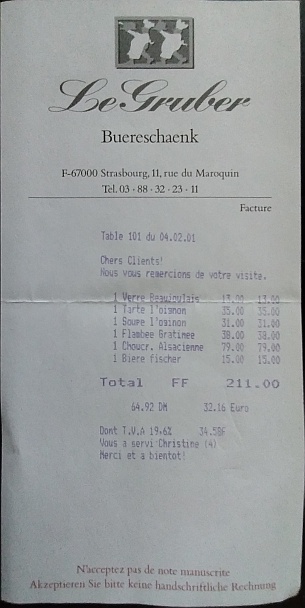 Le Gruber
Buereschaenk
F-67000 Strasbourg, 11, rue du Maroquin
Tel. 03 - 88 - 32 - 23 - 11
Facture
Table 101 du 04.02.01
Chers Clients!
Nous vous remercions de votre visite.
1 Verre Beaujolais 13.00 13.00
1 Tarte l'oignon 35.00 35.00
1 Soupe l'oignon 31.00 31.00
1 Flambee Gratinee 38.00 38.00
1 Choucr. Alsacienne 79.00 79.00
1 Biere fischer 15.00 15.00
Total FF 211.00
64.92 DM 32.16 Euro
Dont T.V.A 19.6% 34.58F
Vous a servi Christine (4)
Merci et a bientot!
N'acceptez pas de note manuscrite
Akzeptieren Sie bitte keine handschriftliche Rechnung